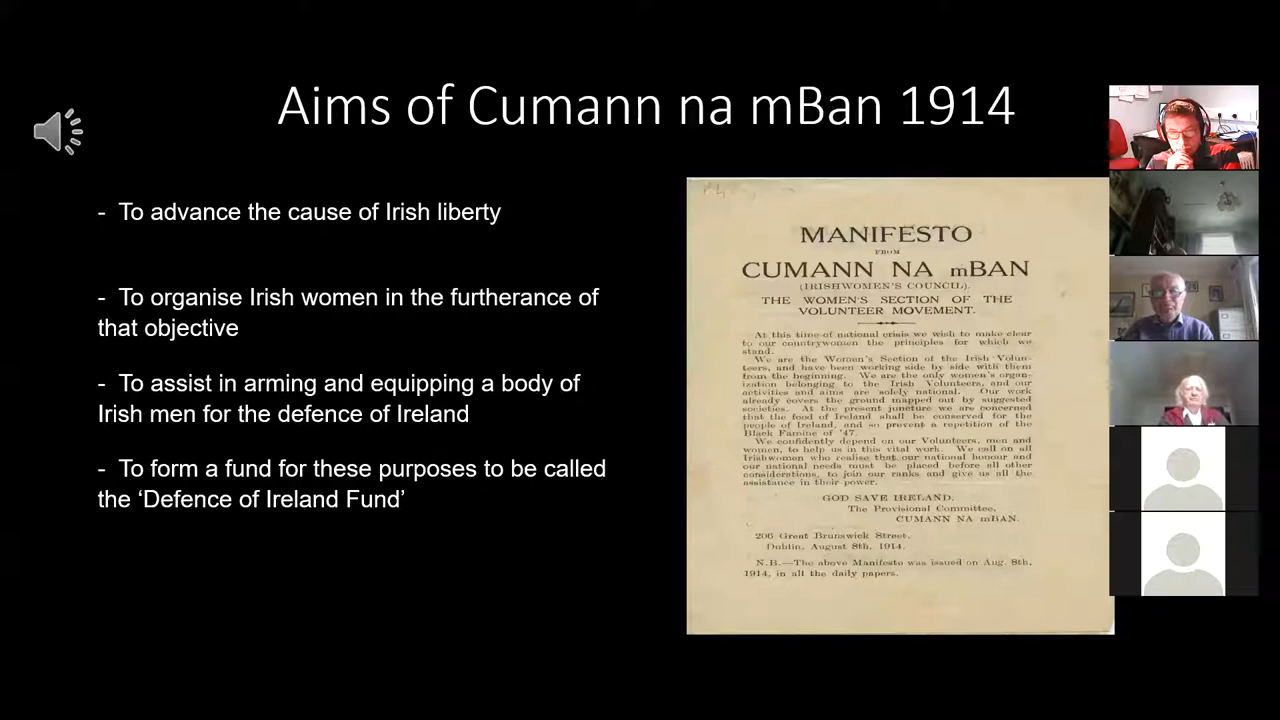 Aims of Cumann na mBan 1914
- To advance the cause of Irish liberty
- To organise Irish women in the furtherance of
that objective
- To assist in arming and equipping a body of
Irish men for the defence of Ireland
- To form a fund for these purposes to be called
the ‘Defence of Ireland Fund’
MANIFESTO
FROM
CUMANN NA mBAN
(IRISHWOMEN'S COUNCIL).
THE WOMEN'S SECTION OF THE
VOLUNTEER MOVEMENT.
At this time of national crisis we wish to make clear
to our countrywomen the principles for which we
stand.
We are the Women's Section of the Irish Volun-
teers, and have been working side by side with them
from the beginning. We are the only women's organ-
ization belonging to the Irish Volunteers, and our
activities and aims are solely national. Our work
already covers the ground mapped out by suggested
societies. At the present juncture we are concerned
that the food of Ireland shall be conserved for the
people of Ireland, and so prevent a repetition of the
Black Famine of '47.
We confidently depend on our Volunteers, men and
women, to help us in this vital work. We call on all
Irishwomen who realise that our national honour and
our national needs must be placed before all other
considerations, to join our ranks and give us all the
assistance in their power.
GOD SAVE IRELAND.
The Provisional Committee,
CUMANN NA mBAN.
206 Great Brunswick Street,
Dublin, August 8th, 1914.
N.B.—The above Manifesto was issued on Aug. 8th,
1914, in all the daily papers.